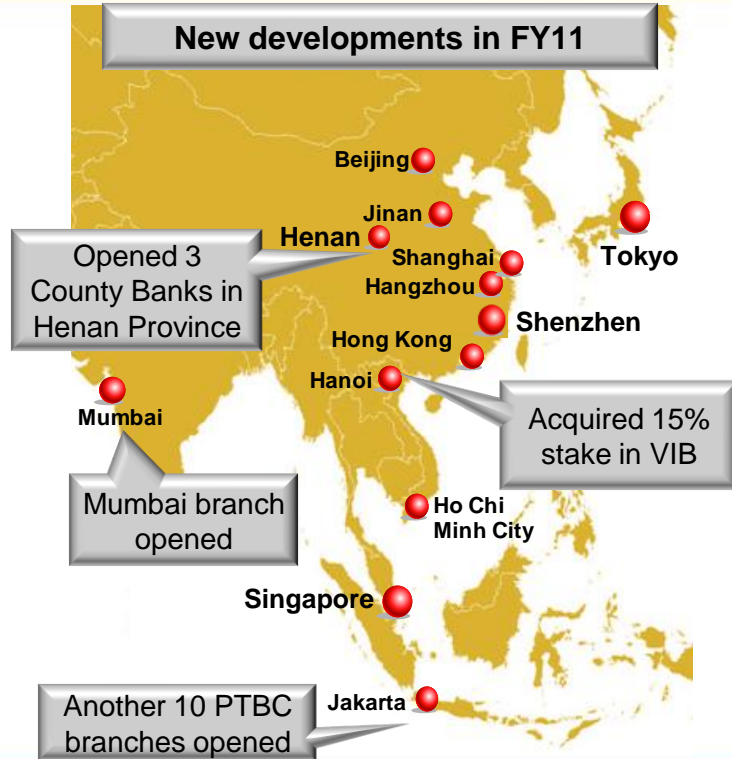 New developments in FY11
Beijing
Jinan
Henan
Opened 3
County Banks in
Henan Province
Shanghai
Hangzhou
Tokyo
Shenzhen
Hong Kong
Hanoi
Mumbai
Acquired 15%
stake in VIB
Mumbai branch
opened
Ho Chi
Minh City
Singapore
Jakarta
Another 10 PTBC
branches opened